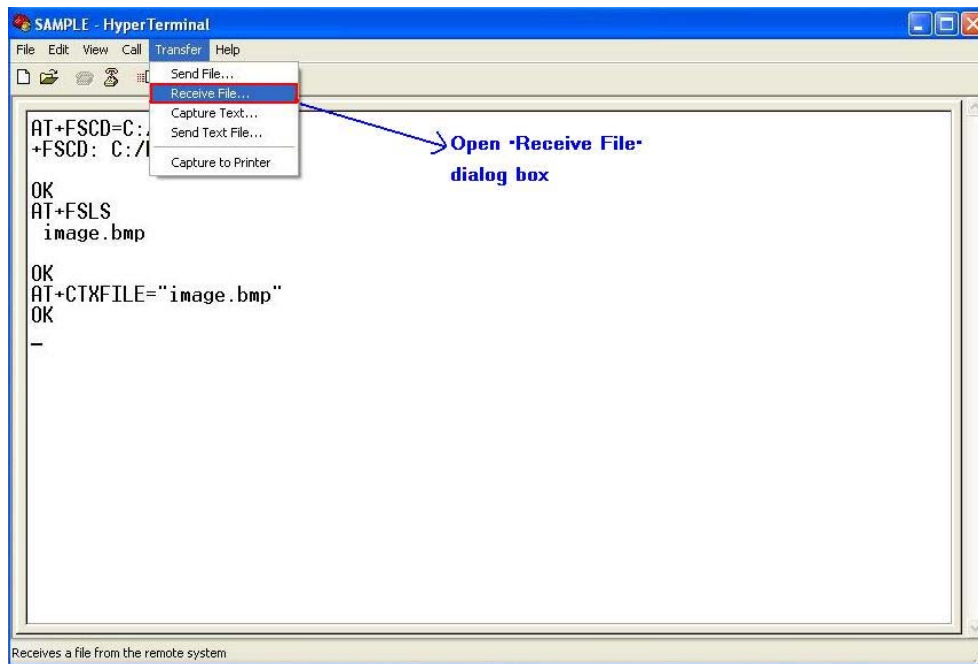 SAMPLE - HyperTerminal
File Edit View Call Transfer Help
Send File...
Receive File...
Capture Text...
Send Text File...
Capture to Printer
AT+FSCD=C:/
+FSCD: C:/
OK
AT+FSLS
image.bmp
OK
AT+CTXFILE="image.bmp"
OK
Open -Receive File-
dialog box
Receives a file from the remote system